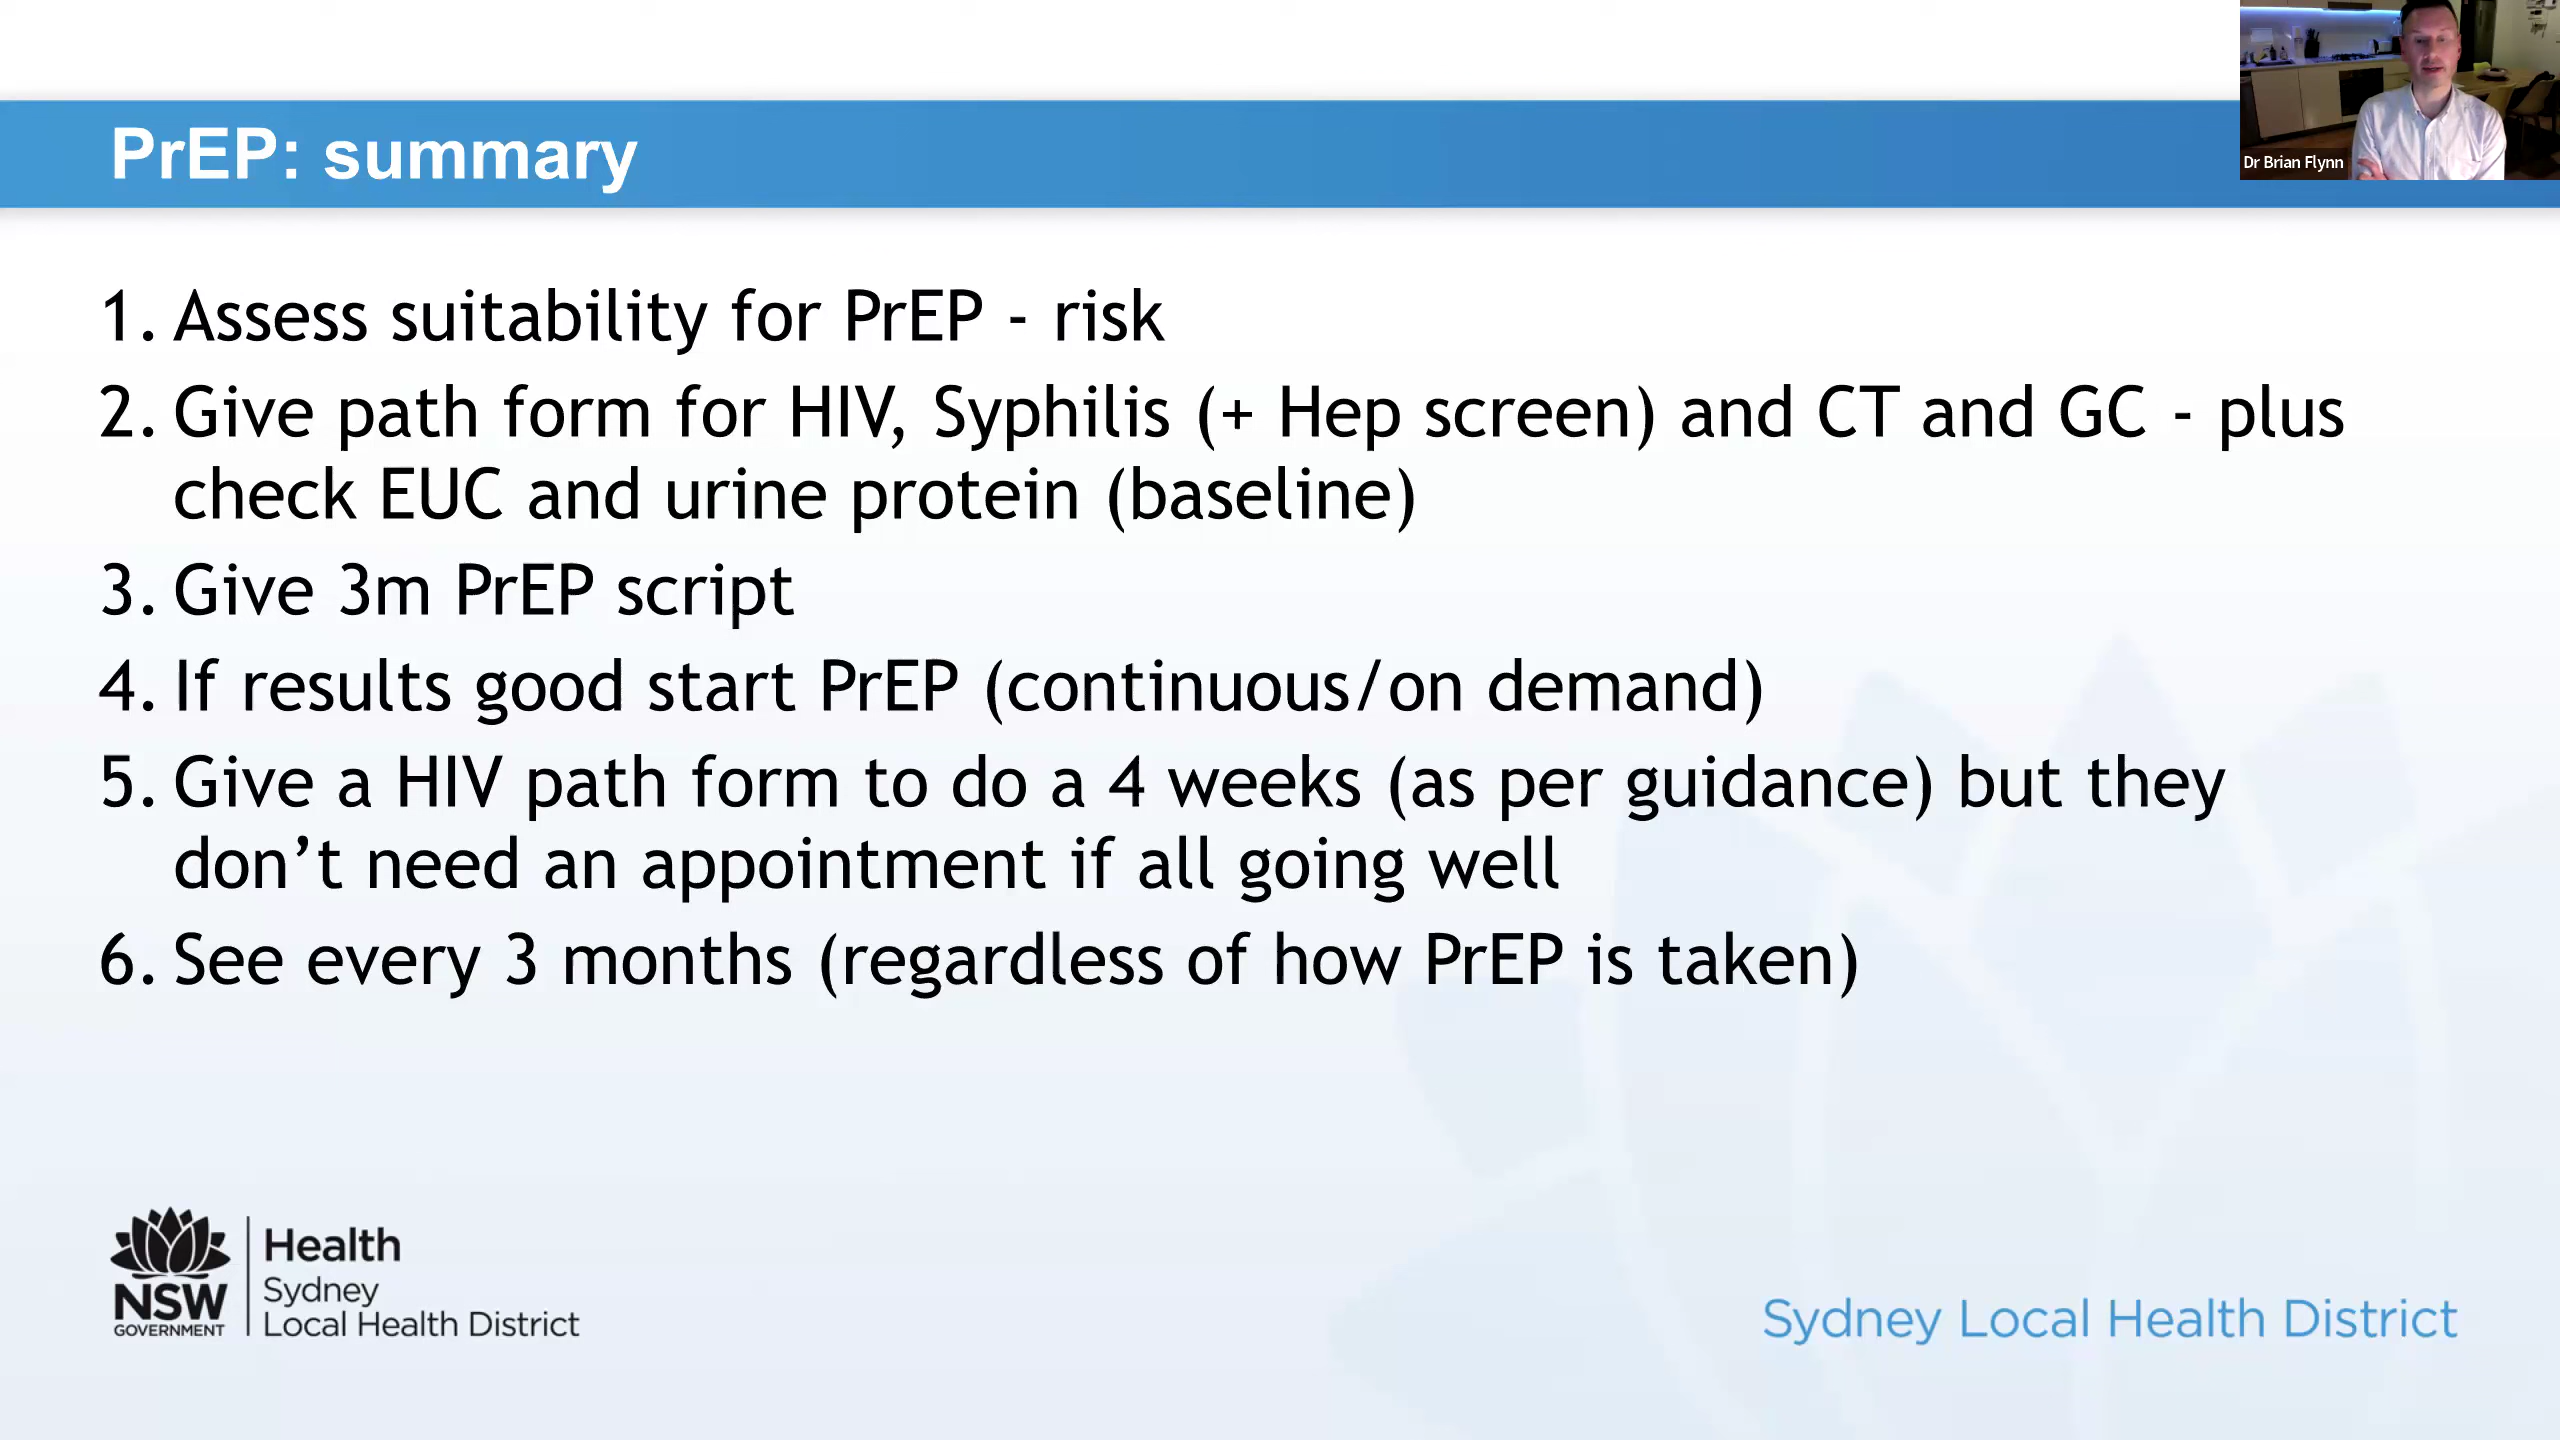 PrEP: summary
Dr Brian Flynn
1. Assess suitability for PrEP - risk
2. Give path form for HIV, Syphilis (+ Hep screen) and CT and GC - plus
check EUC and urine protein (baseline)
3. Give 3m PrEP script
4. If results good start PrEP (continuous/on demand)
5. Give a HIV path form to do a 4 weeks (as per guidance) but they
don’t need an appointment if all going well
6. See every 3 months (regardless of how PrEP is taken)
NSW
GOVERNMENT
Health
Sydney
Local Health District
Sydney Local Health District